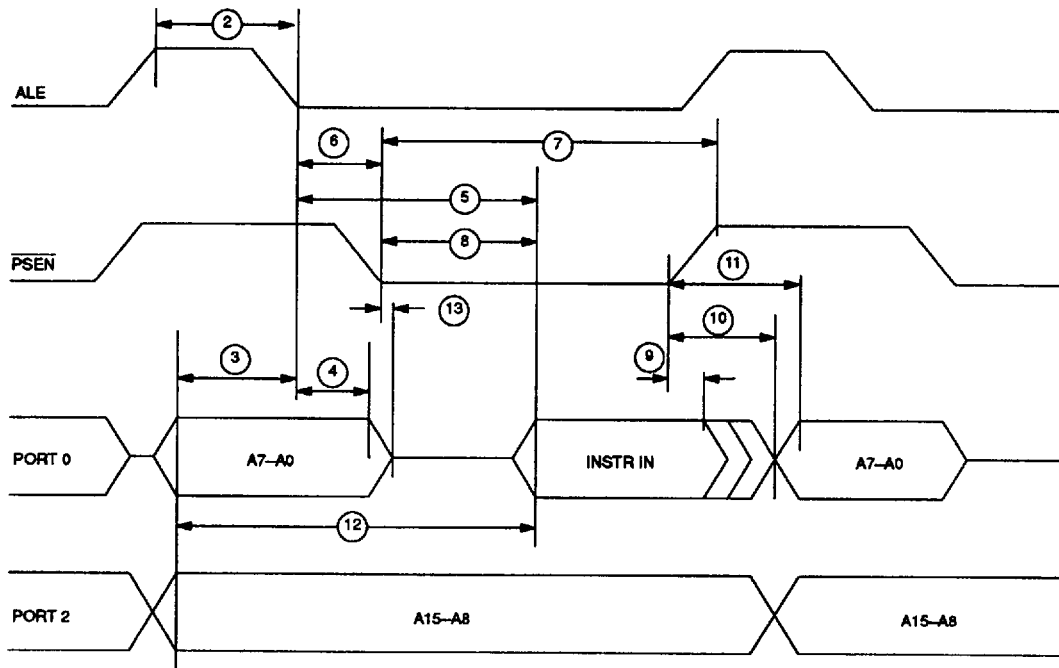 2
ALE
6
7
5
PSEN
8
11
13
10
3
4
9
PORT 0
A7–A0
INSTR IN
A7–A0
12
PORT 2
A15–A8
A15–A8